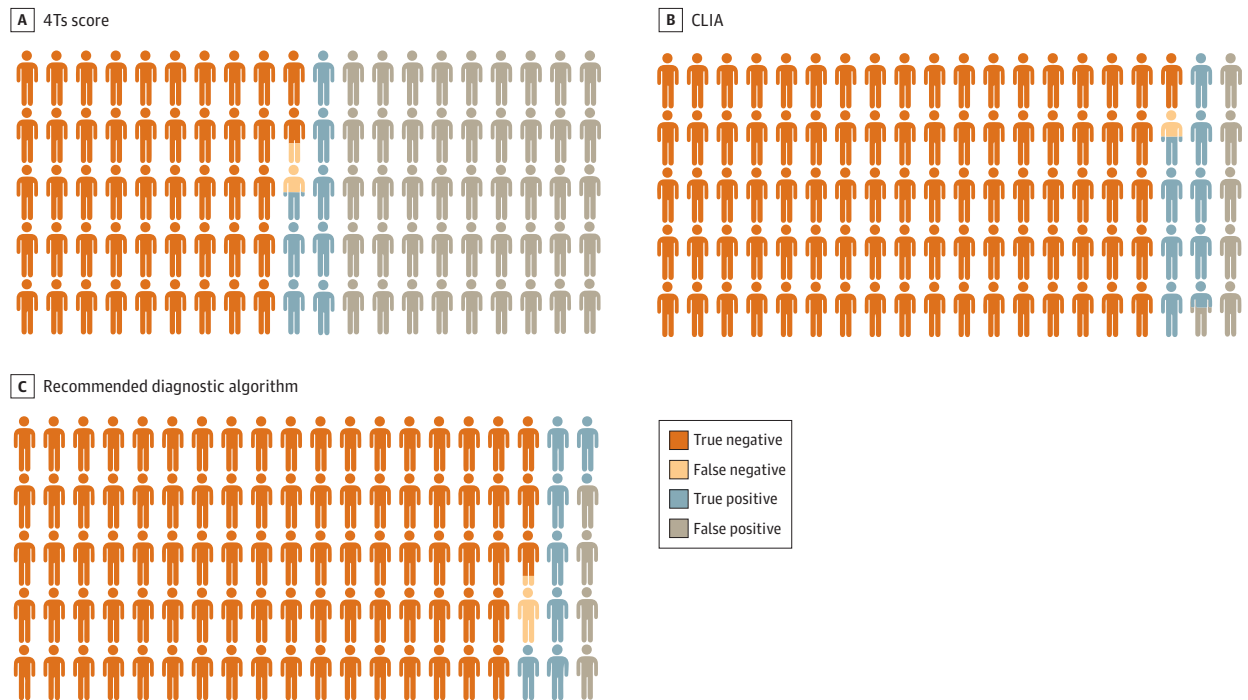 A 4Ts score
B CLIA
C Recommended diagnostic algorithm
True negative
False negative
True positive
False positive